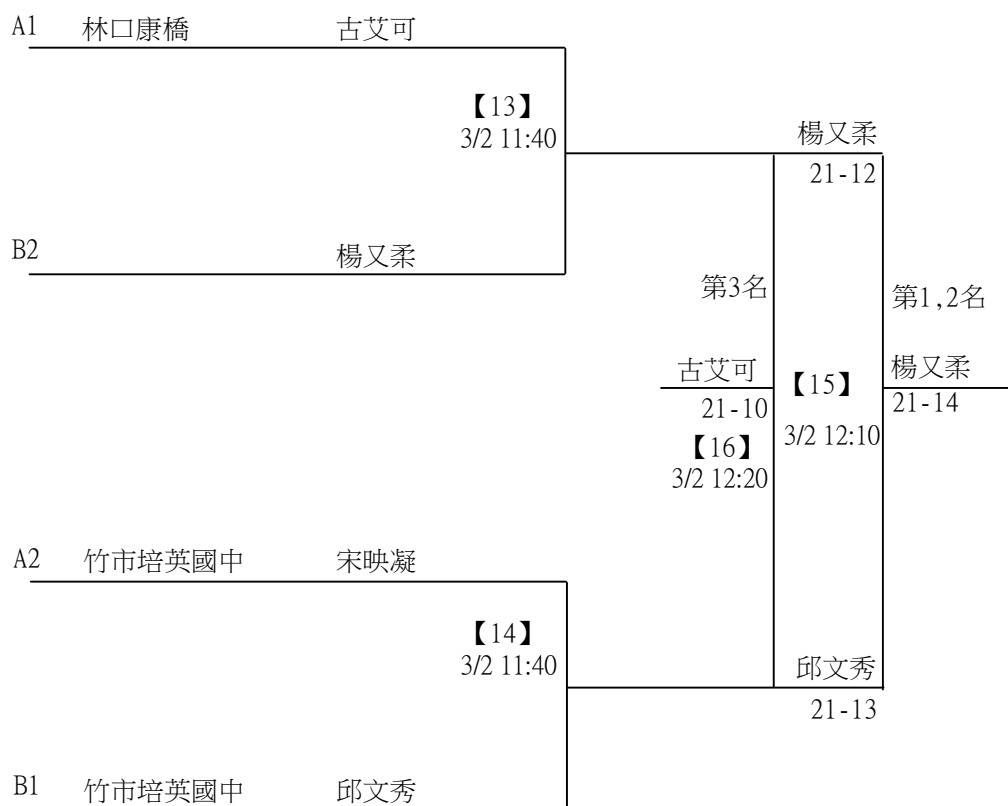 A1 林口康橋 古艾可
【13】
3/2 11:40
楊又柔
21-12
B2 楊又柔
第3名
第1,2名
古艾可
【15】
楊又柔
21-10
21-14
【16】
3/2 12:10
3/2 12:20
A2 竹市培英國中 宋映凝
【14】
3/2 11:40
邱文秀
21-13
B1 竹市培英國中 邱文秀